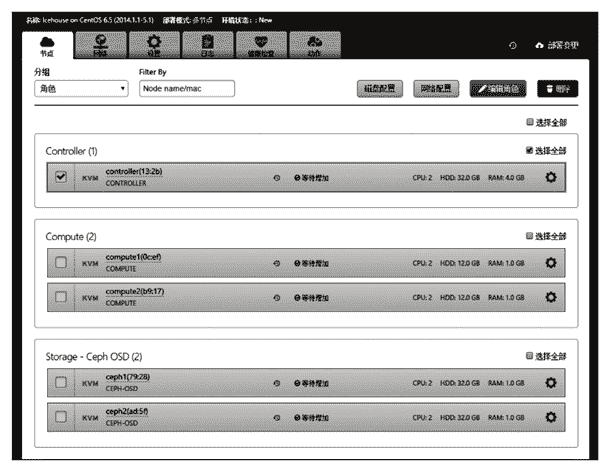 名称: Icehouse on CentOS 6.5 (2014.1.1-5.1) 部署模式: 多节点 环境状态: : New
节点 网络 设置 日志 健康检查 动作 部署变更
分组 Filter By
角色 Node name/mac 磁盘配置 网络配置 编辑角色 删除
选择全部
Controller (1) 选择全部
controller(13:2b)
KVM 等待增加 CPU: 2 HDD: 32.0 GB RAM: 4.0 GB
CONTROLLER
Compute (2) 选择全部
compute1(0c:ef)
KVM 等待增加 CPU: 2 HDD: 12.0 GB RAM: 1.0 GB
COMPUTE
compute2(b9:17)
KVM 等待增加 CPU: 2 HDD: 12.0 GB RAM: 1.0 GB
COMPUTE
Storage - Ceph OSD (2) 选择全部
ceph1(79:28)
KVM 等待增加 CPU: 2 HDD: 32.0 GB RAM: 1.0 GB
CEPH-OSD
ceph2(ad:5f)
KVM 等待增加 CPU: 2 HDD: 32.0 GB RAM: 1.0 GB
CEPH-OSD